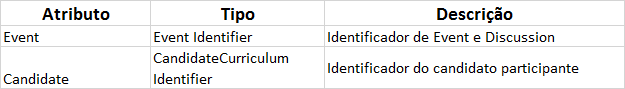 Atributo Tipo Descrição
Event Event Identifier Identificador de Event e Discussion
Candidate CandidateCurriculum Identifier Identificador do candidato participante